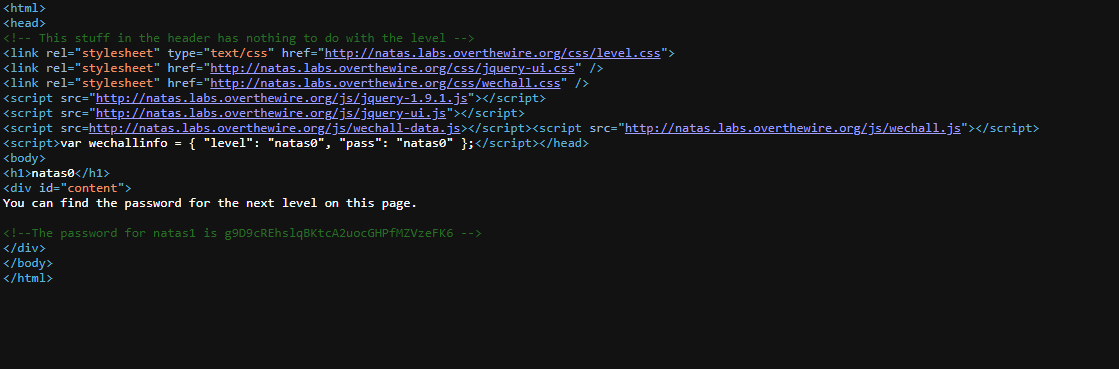 <html>
<head>
<!-- This stuff in the header has nothing to do with the level -->
<link rel="stylesheet" type="text/css" href="http://natas.labs.overthewire.org/css/level.css">
<link rel="stylesheet" href="http://natas.labs.overthewire.org/css/jquery-ui.css" />
<link rel="stylesheet" href="http://natas.labs.overthewire.org/css/wechall.css" />
<script src="http://natas.labs.overthewire.org/js/jquery-1.9.1.js"></script>
<script src="http://natas.labs.overthewire.org/js/jquery-ui.js"></script>
<script src=http://natas.labs.overthewire.org/js/wechall-data.js></script><script src="http://natas.labs.overthewire.org/js/wechall.js"></script>
<script>var wechallinfo = { "level": "natas0", "pass": "natas0" };</script></head>
<body>
<h1>natas0</h1>
<div id="content">
You can find the password for the next level on this page.
<!--The password for natas1 is g9D9cREhslqBKtcA2uocGHPfMZVzeFK6 -->
</div>
</body>
</html>